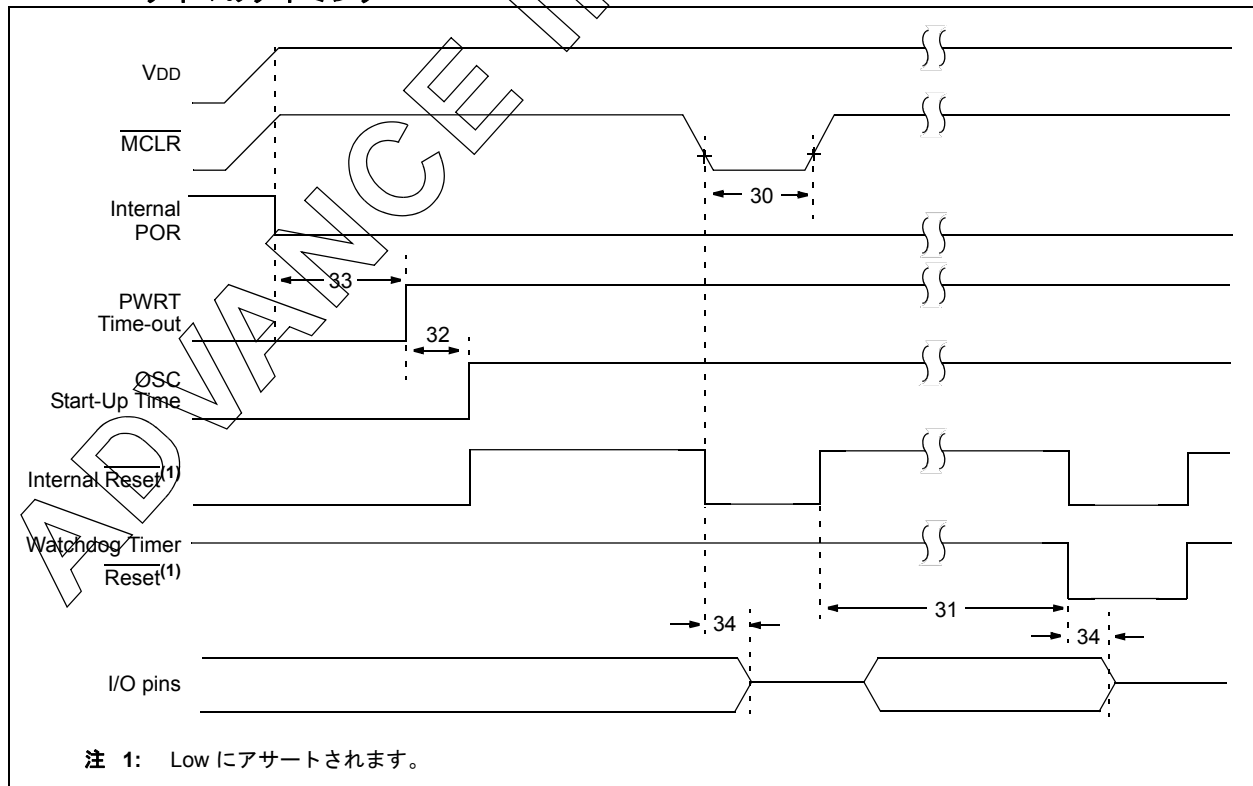 VDD
MCLR
30
Internal
POR
33
PWRT
Time-out
32
OSC
Start-Up Time
Internal Reset(1)
Watchdog Timer
Reset(1)
31
34
34
I/O pins
注 1: Low にアサートされます。
ADVANCE